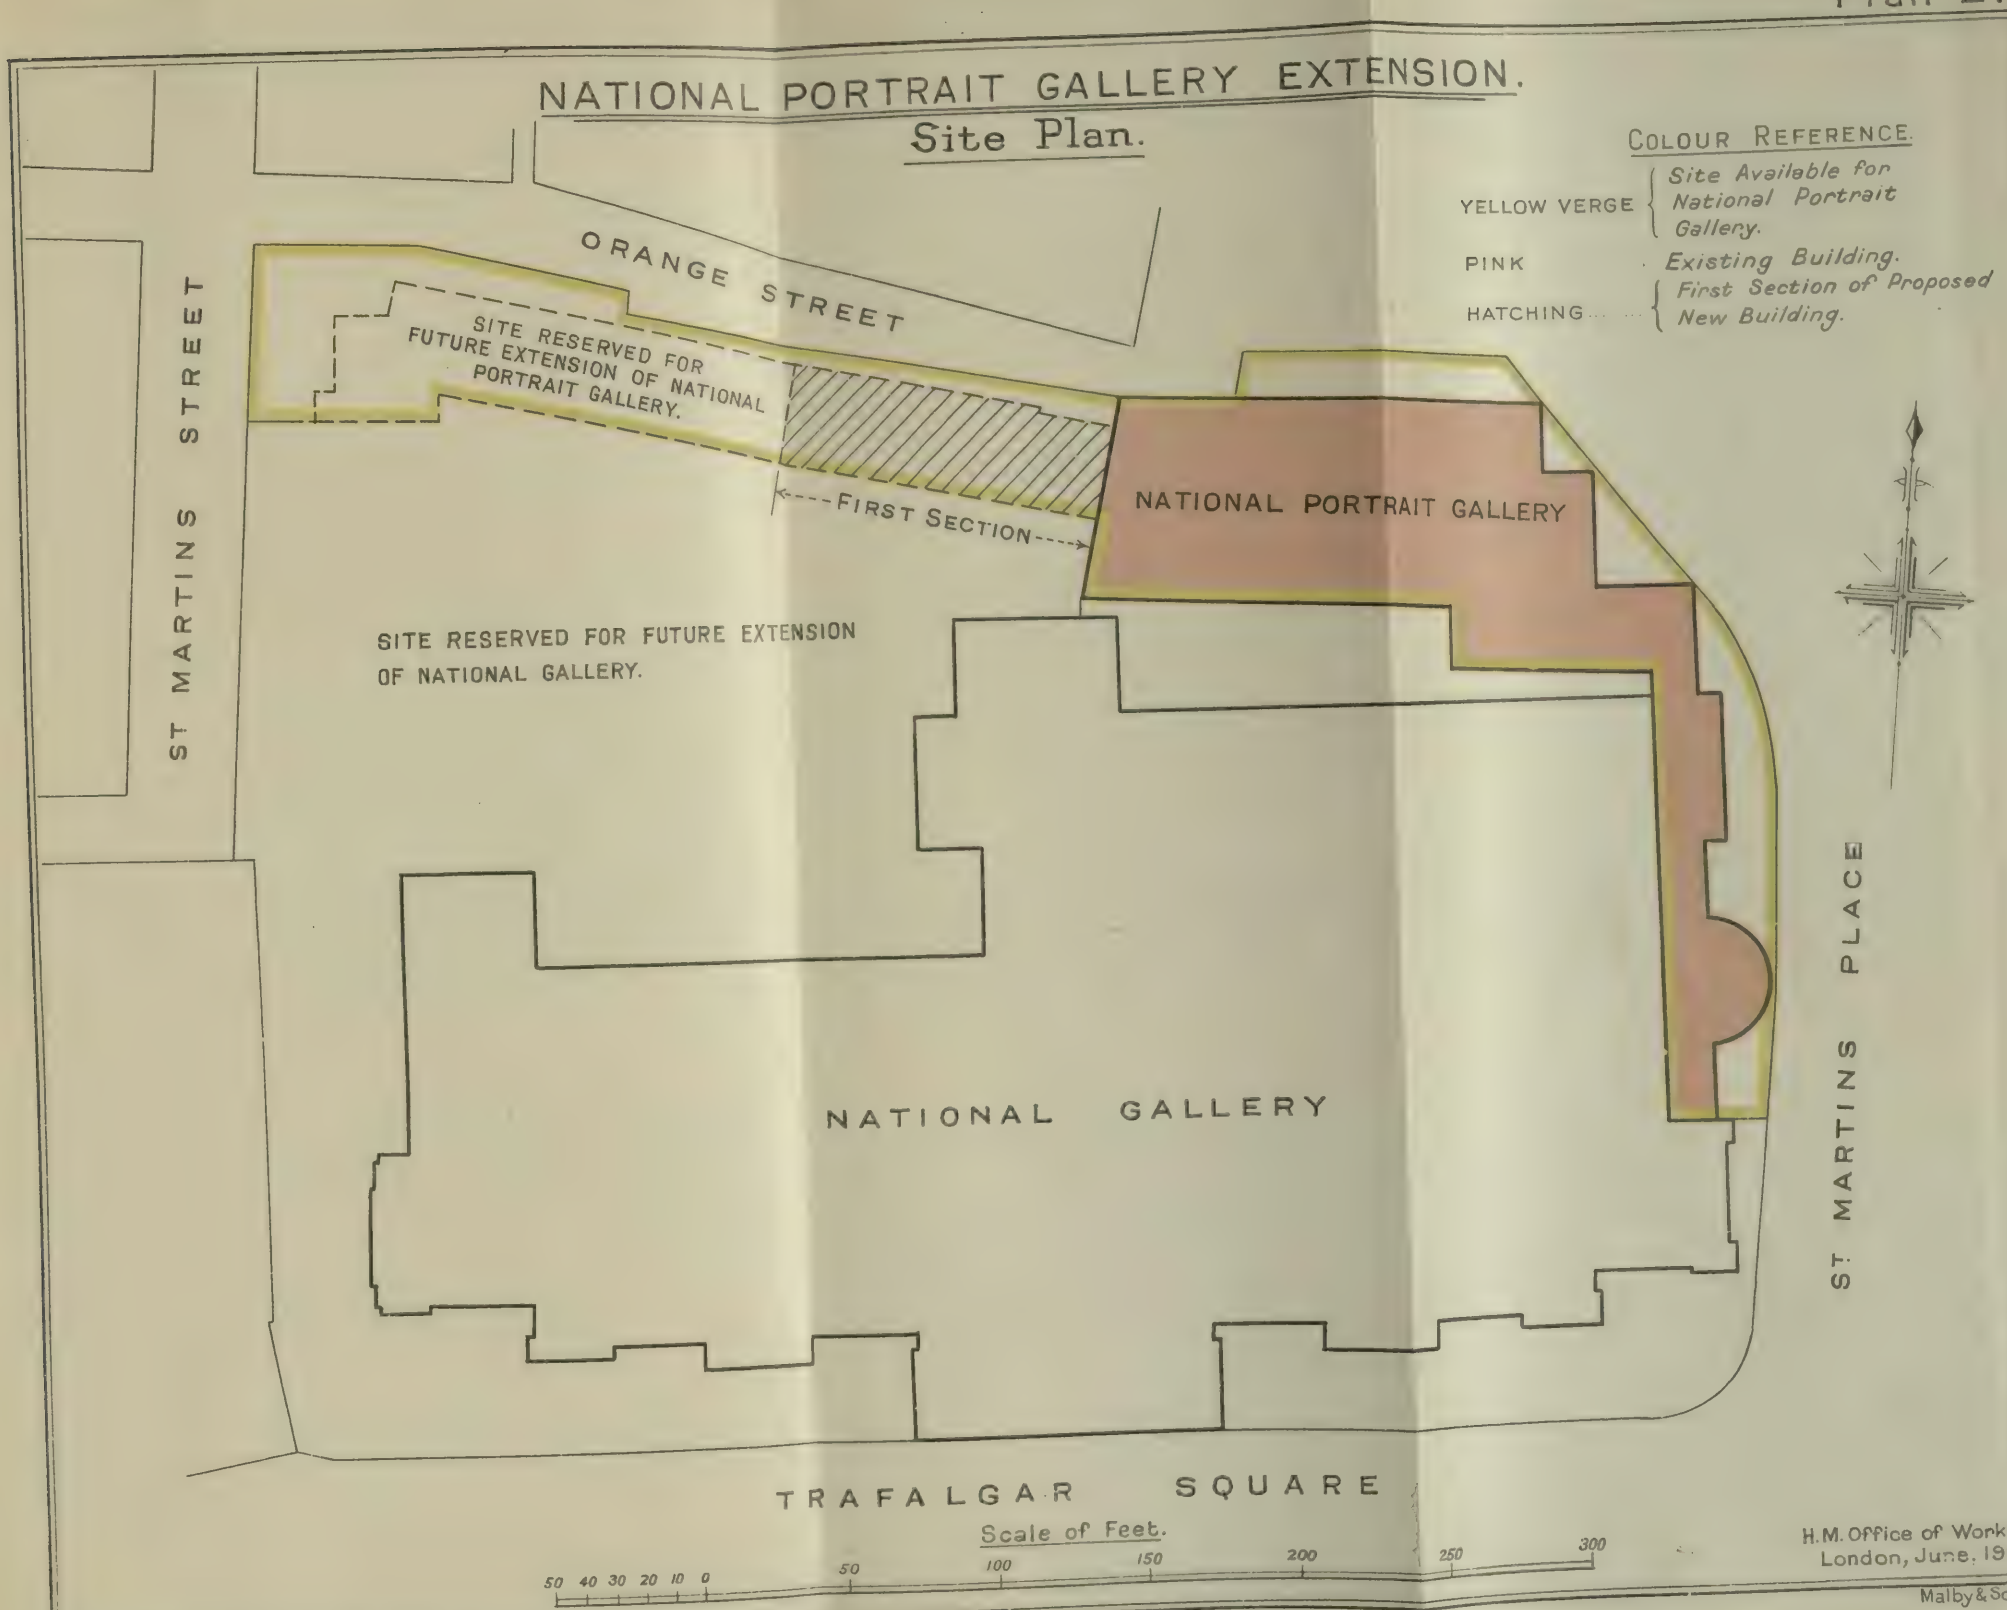 NATIONAL PORTRAIT GALLERY EXTENSION.
Site Plan.
COLOUR REFERENCE.
YELLOW VERGE { Site Available for
National Portrait
Gallery.
PINK . Existing Building.
HATCHING ... ... { First Section of Proposed
New Building.
ORANGE STREET
ST MARTINS STREET
SITE RESERVED FOR
FUTURE EXTENSION OF NATIONAL
PORTRAIT GALLERY.
FIRST SECTION
NATIONAL PORTRAIT GALLERY
SITE RESERVED FOR FUTURE EXTENSION
OF NATIONAL GALLERY.
NATIONAL GALLERY
ST MARTINS PLACE
TRAFALGAR SQUARE
Scale of Feet.
50 40 30 20 10 0 50 100 150 200 250 300
H.M. Office of Work
London, June. 19
Malby & So